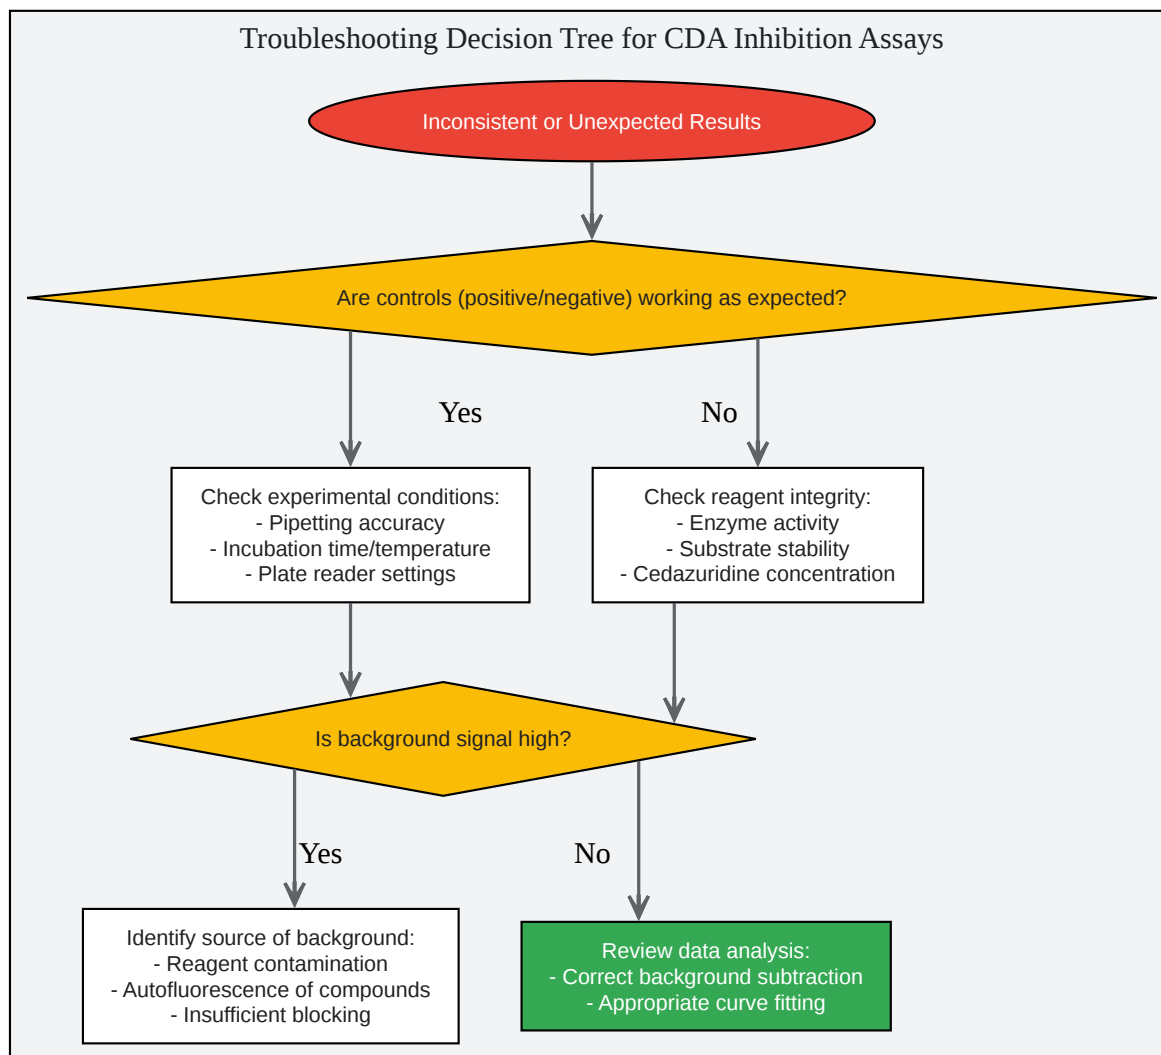 Troubleshooting Decision Tree for CDA Inhibition Assays
Inconsistent or Unexpected Results
Are controls (positive/negative) working as expected?
Yes
No
Check experimental conditions:
- Pipetting accuracy
- Incubation time/temperature
- Plate reader settings
Check reagent integrity:
- Enzyme activity
- Substrate stability
- Cedazuridine concentration
Is background signal high?
Yes
No
Identify source of background:
- Reagent contamination
- Autofluorescence of compounds
- Insufficient blocking
Review data analysis:
- Correct background subtraction
- Appropriate curve fitting